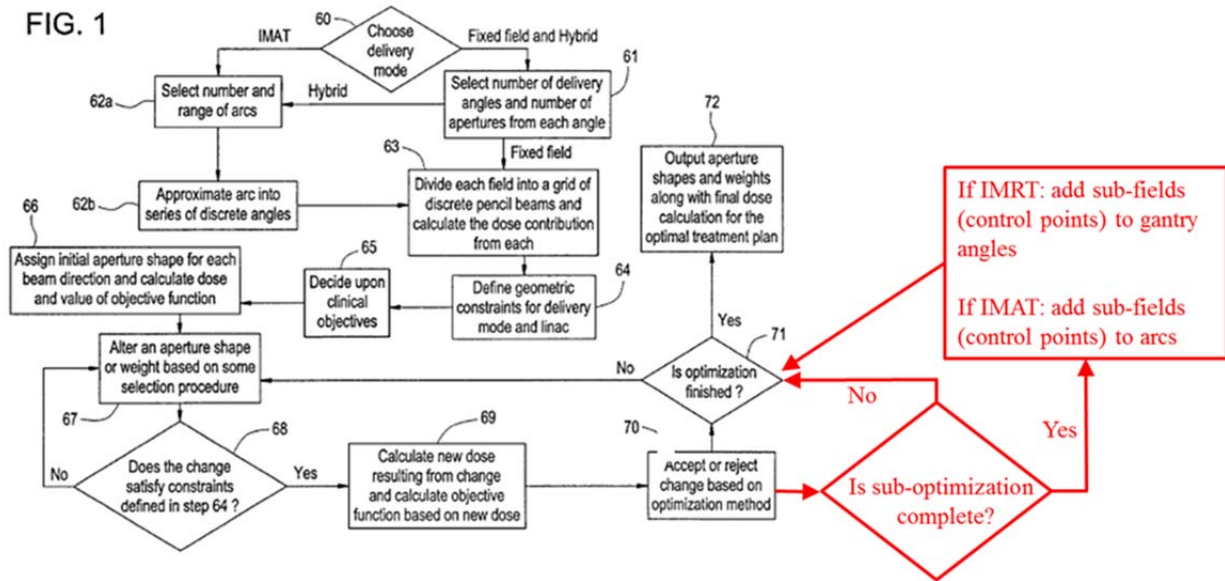 FIG. 1
60
Choose
delivery
mode
IMAT
Fixed field and Hybrid
61
Select number of delivery
angles and number of
apertures from each angle
Hybrid
62a
Select number and
range of arcs
Fixed field
62b
Approximate arc into
series of discrete angles
63
Divide each field into a grid of
discrete pencil beams and
calculate the dose contribution
from each
64
Define geometric
constraints for delivery
mode and linac
65
Decide upon
clinical
objectives
66
Assign initial aperture shape for each
beam direction and calculate dose
and value of objective function
67
Alter an aperture shape
or weight based on some
selection procedure
68
Does the change
satisfy constraints
defined in step 64 ?
No
Yes
69
Calculate new dose
resulting from change
and calculate objective
function based on new dose
70
Accept or reject
change based on
optimization method
71
Is optimization
finished ?
No
Yes
72
Output aperture
shapes and weights
along with final dose
calculation for the
optimal treatment plan
Is sub-optimization
complete?
No
Yes
If IMRT: add sub-fields
(control points) to gantry
angles
If IMAT: add sub-fields
(control points) to arcs